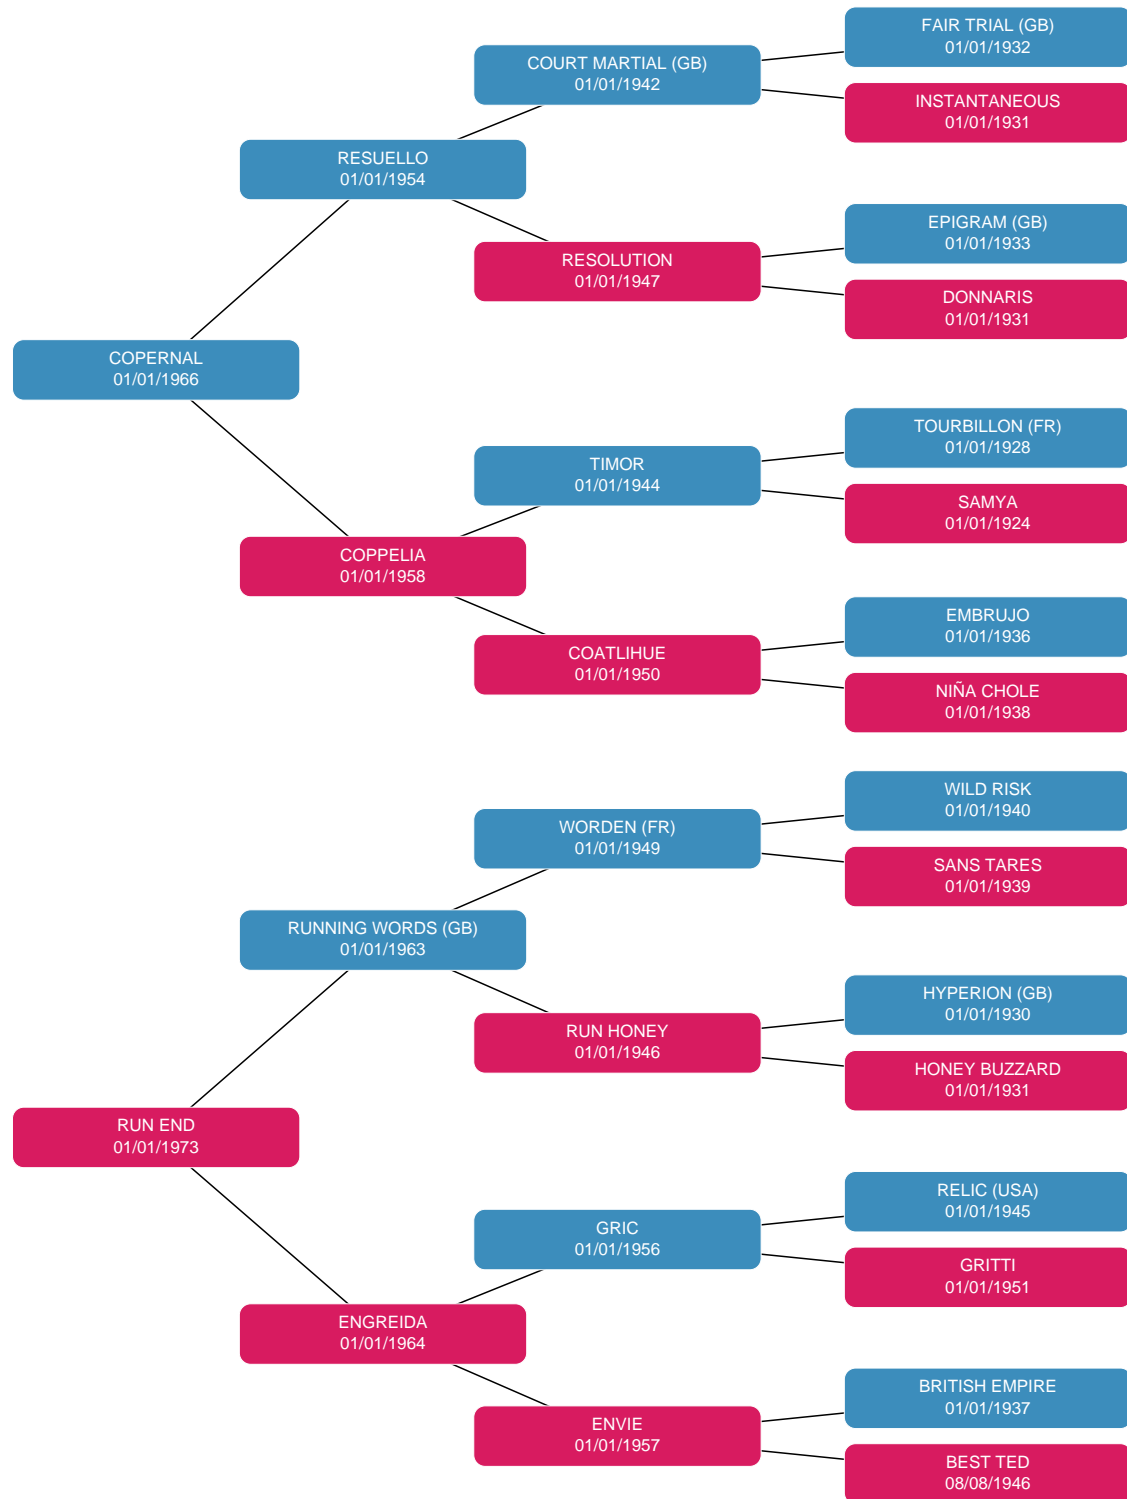 FAIR TRIAL (GB)
01/01/1932
COURT MARTIAL (GB)
01/01/1942
INSTANTANEOUS
01/01/1931
RESUELLO
01/01/1954
EPIGRAM (GB)
01/01/1933
RESOLUTION
01/01/1947
DONNARIS
01/01/1931
COPERNAL
01/01/1966
TOURBILLON (FR)
01/01/1928
TIMOR
01/01/1944
SAMYA
01/01/1924
COPPELIA
01/01/1958
EMBRUJO
01/01/1936
COATLIHUE
01/01/1950
NIÑA CHOLE
01/01/1938
WILD RISK
01/01/1940
WORDEN (FR)
01/01/1949
SANS TARES
01/01/1939
RUNNING WORDS (GB)
01/01/1963
HYPERION (GB)
01/01/1930
RUN HONEY
01/01/1946
HONEY BUZZARD
01/01/1931
RUN END
01/01/1973
RELIC (USA)
01/01/1945
GRIC
01/01/1956
GRITTI
01/01/1951
ENGREIDA
01/01/1964
BRITISH EMPIRE
01/01/1937
ENVIE
01/01/1957
BEST TED
08/08/1946